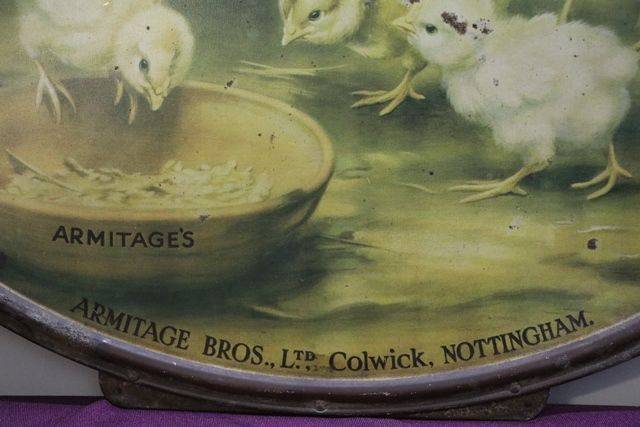 ARMITAGE'S
ARMITAGE BROS., LTD, Colwick, NOTTINGHAM.